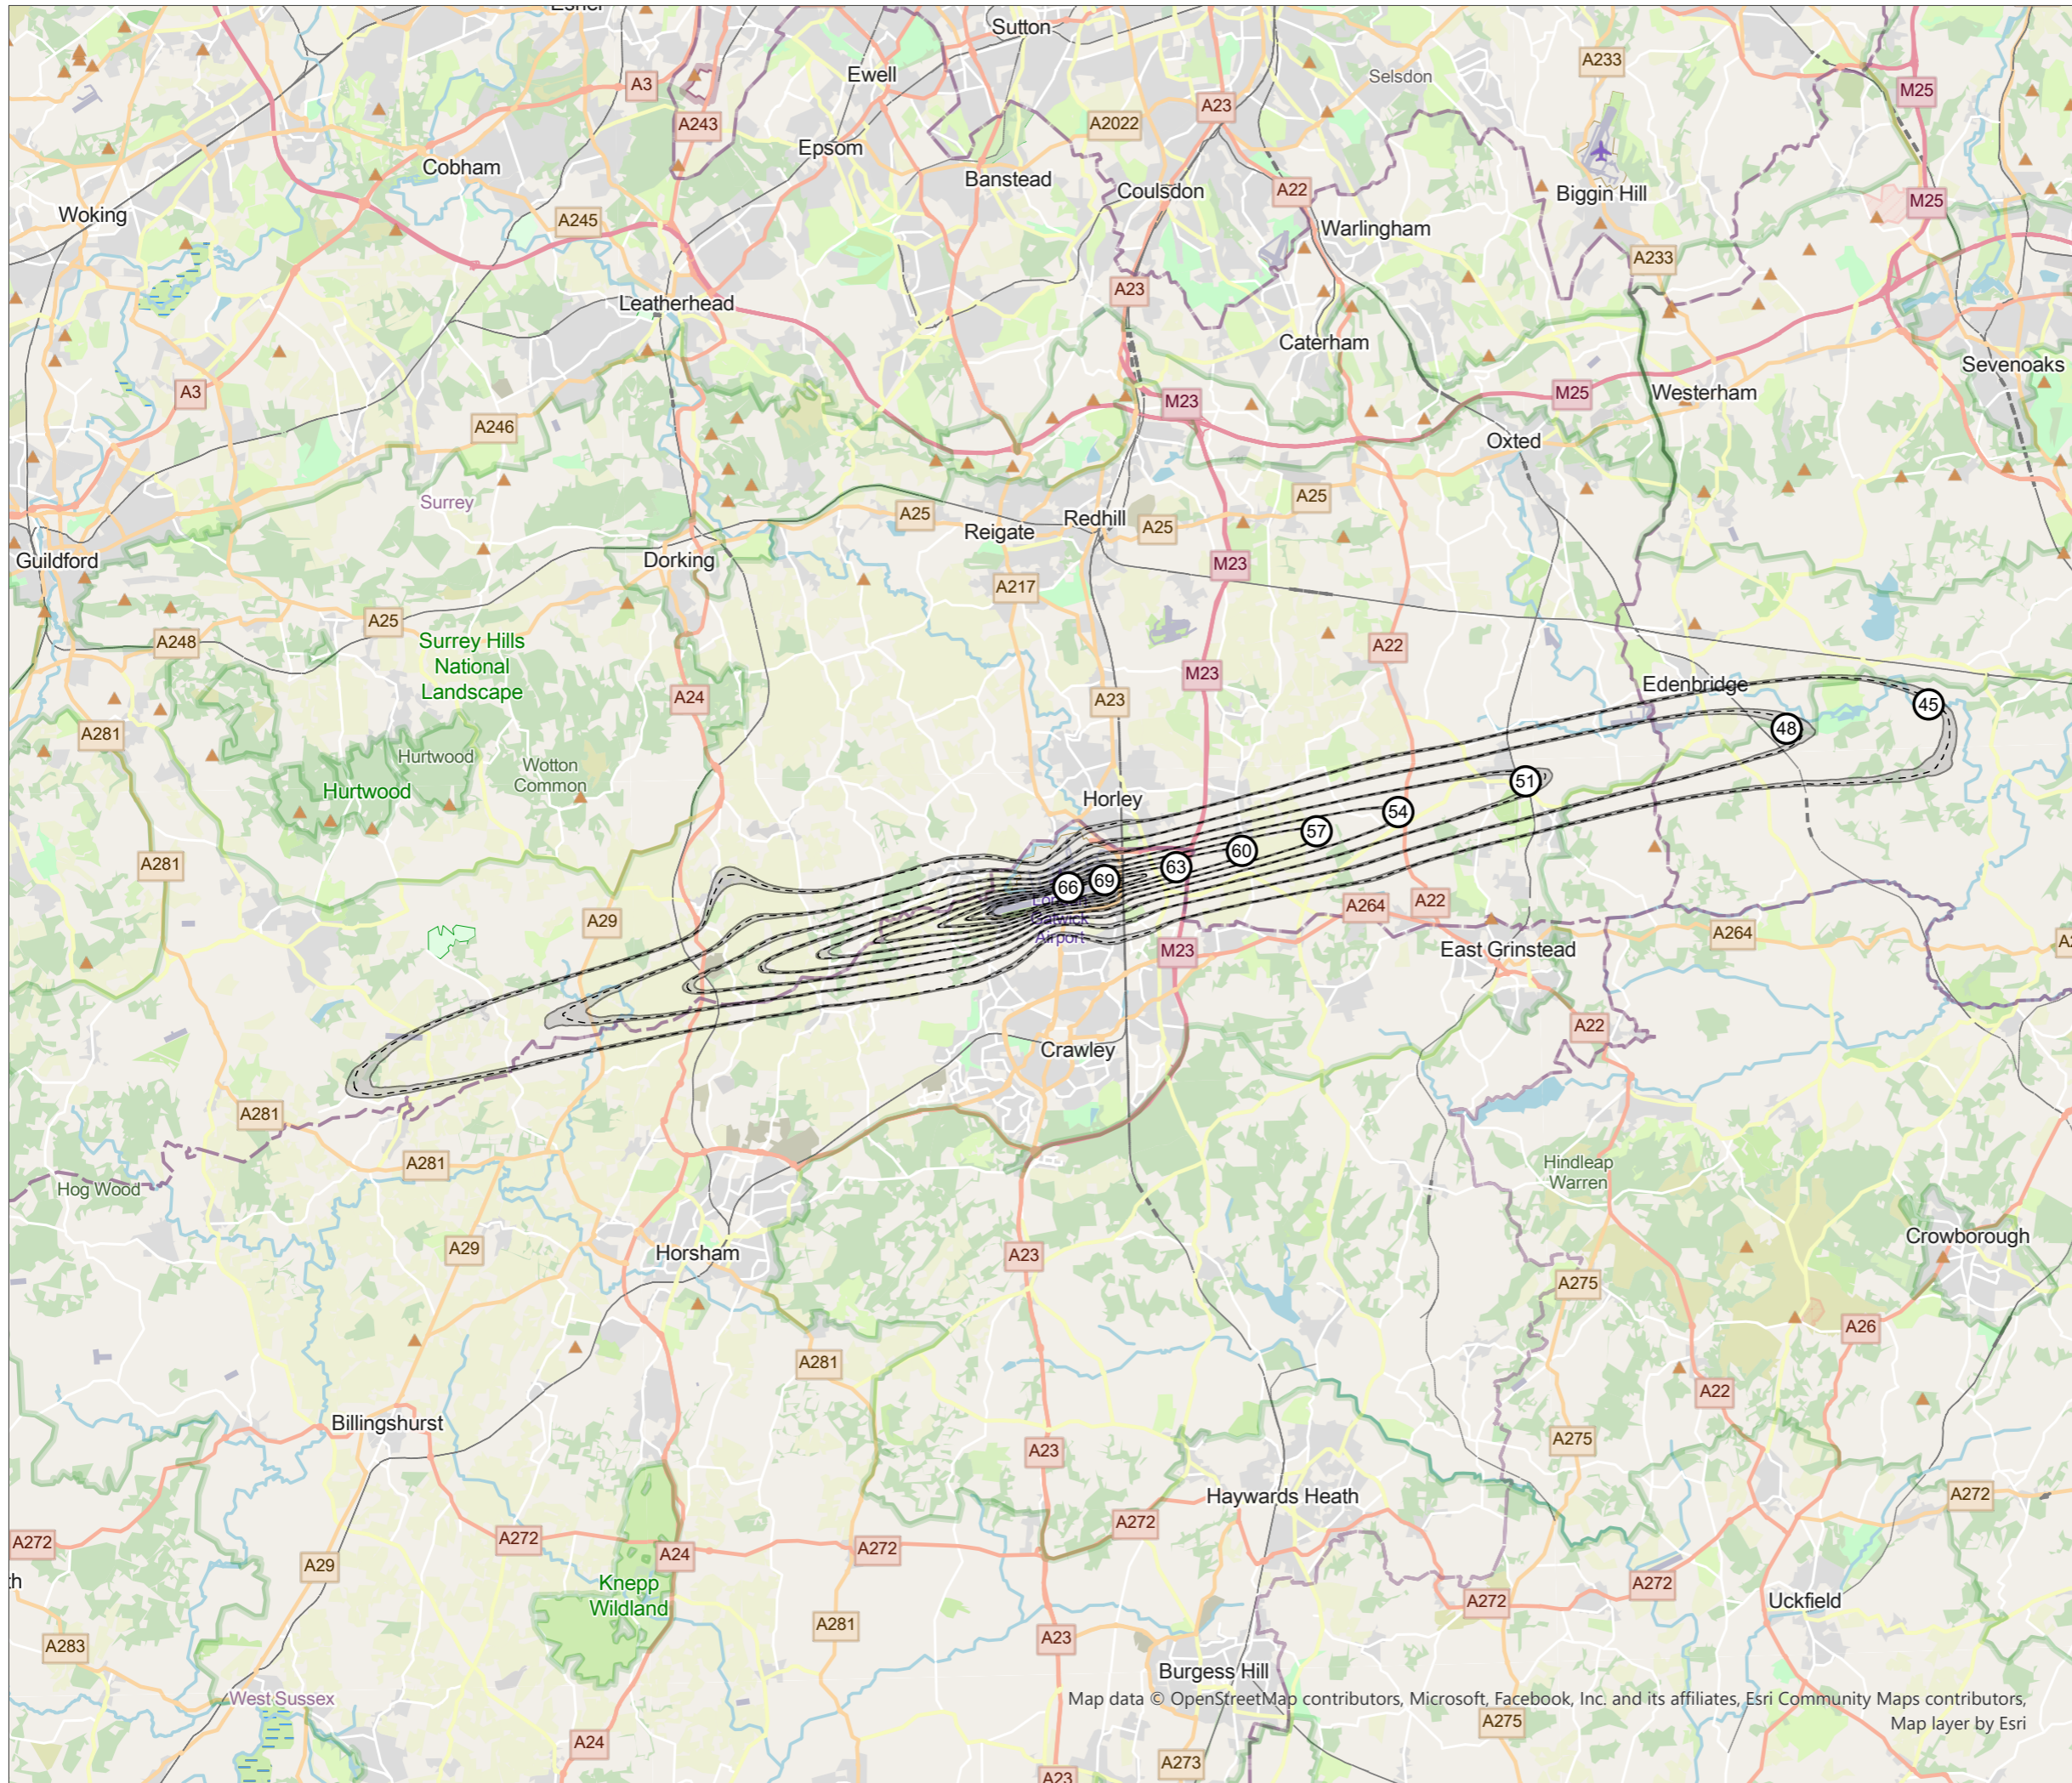 Sutton
Ewell
A233
Selsdon
A3
M25
A23
A243
A2022
Epsom
Cobham
Banstead
Coulsdon
A22
Biggin Hill
M25
Woking
A245
Warlingham
A233
A23
Leatherhead
Caterham
Sevenoaks
A3
M23
M25
Westerham
A246
Oxted
Surrey
A25
A25
Redhill
A25
Reigate
Guildford
Dorking
M23
A217
A25
Surrey Hills
National
Landscape
A248
A22
M23
Edenbridge
A24
A23
45
A281
48
Hurtwood
Wotton
Common
Hurtwood
51
Horley
54
57
60
A281
63
66
69
A29
Gatwick
Airport
A264
A22
A264
M23
East Grinstead
A22
Crawley
A281
A281
Hindleap
Warren
Hog Wood
A29
Horsham
A23
Crowborough
A275
A26
A281
A22
Billingshurst
A23
A275
Haywards Heath
A272
A272
A272
A272
A272
A24
A29
Knepp
Wildland
A272
A272
Uckfield
A283
A281
A23
Burgess Hill
West Sussex
Map data © OpenStreetMap contributors, Microsoft, Facebook, Inc. and its affiliates, Esri Community Maps contributors,
Map layer by Esri
A275
A24
A273
A23